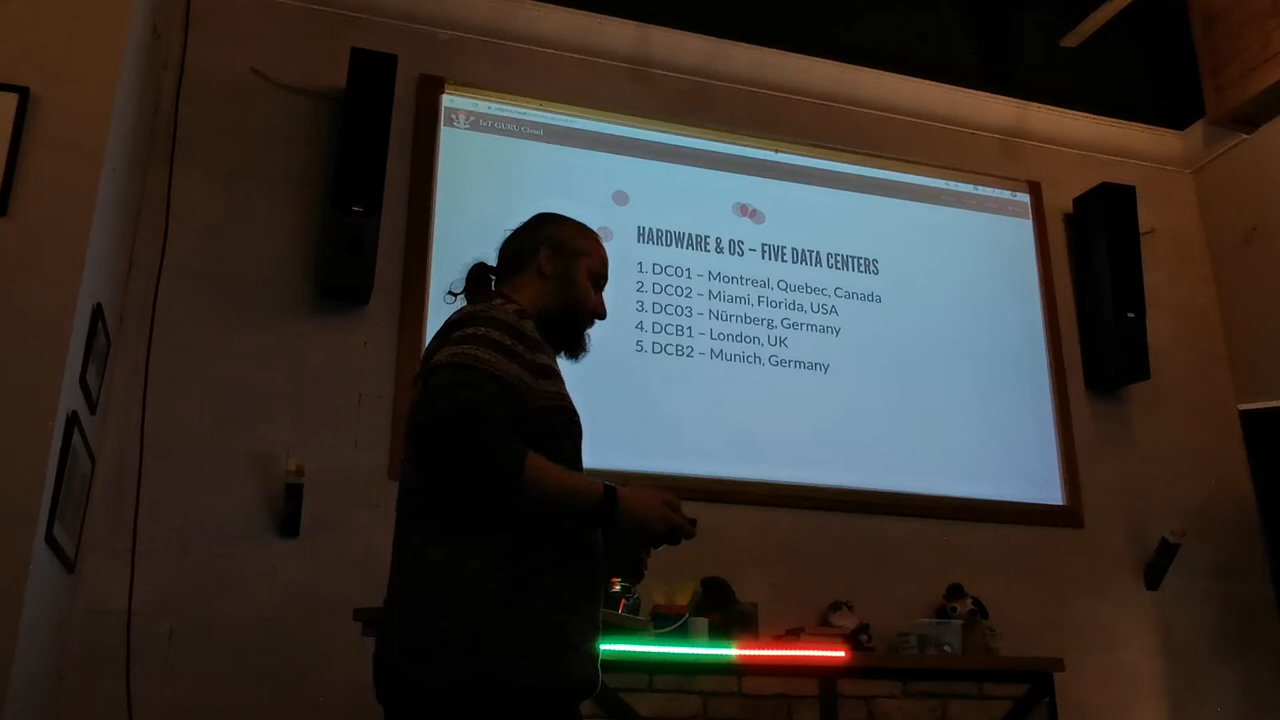 IoT GURU Cloud
HARDWARE & OS – FIVE DATA CENTERS
1. DC01 – Montreal, Quebec, Canada
2. DC02 – Miami, Florida, USA
3. DC03 – Nürnberg, Germany
4. DCB1 – London, UK
5. DCB2 – Munich, Germany